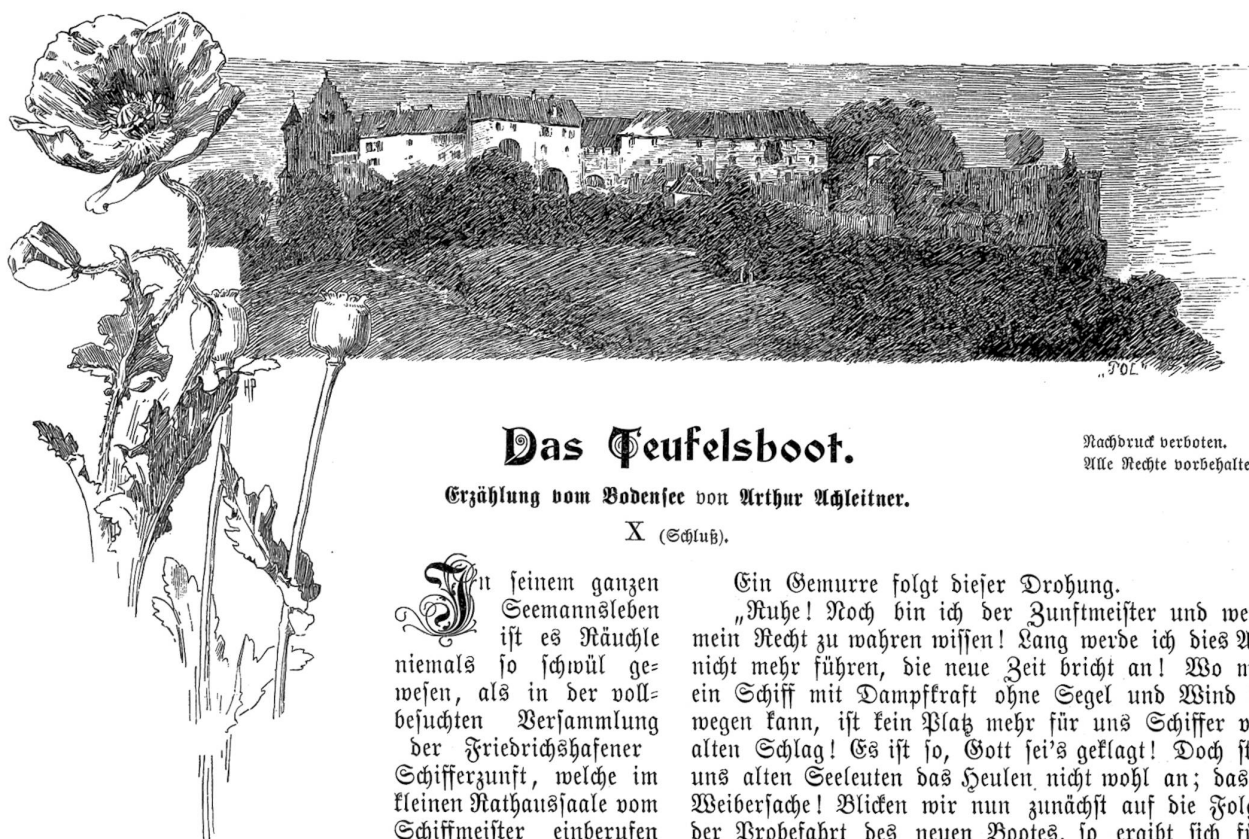 „POL“
HP
Das Teufelsboot.
Nachdruck verboten.
Alle Rechte vorbehalte
Erzählung vom Bodensee von Arthur Achleitner.
X (Schluß).
In seinem ganzen
Seemannsleben
ist es Räuchle
niemals so schwül ge=
wesen, als in der voll=
besuchten Versammlung
der Friedrichshafener
Schifferzunft, welche im
kleinen Rathaussaale vom
Schiffmeister einberufen
Ein Gemurre folgt dieser Drohung.
„Ruhe! Noch bin ich der Zunftmeister und we
mein Recht zu wahren wissen! Lang werde ich dies A
nicht mehr führen, die neue Zeit bricht an! Wo n
ein Schiff mit Dampfkraft ohne Segel und Wind
wegen kann, ist kein Platz mehr für uns Schiffer v
alten Schlag! Es ist so, Gott sei's geklagt! Doch st
uns alten Seeleuten das Heulen nicht wohl an; das
Weibersache! Blicken wir nun zunächst auf die Fol
der Probefahrt des neuen Bootes, so ergibt sich